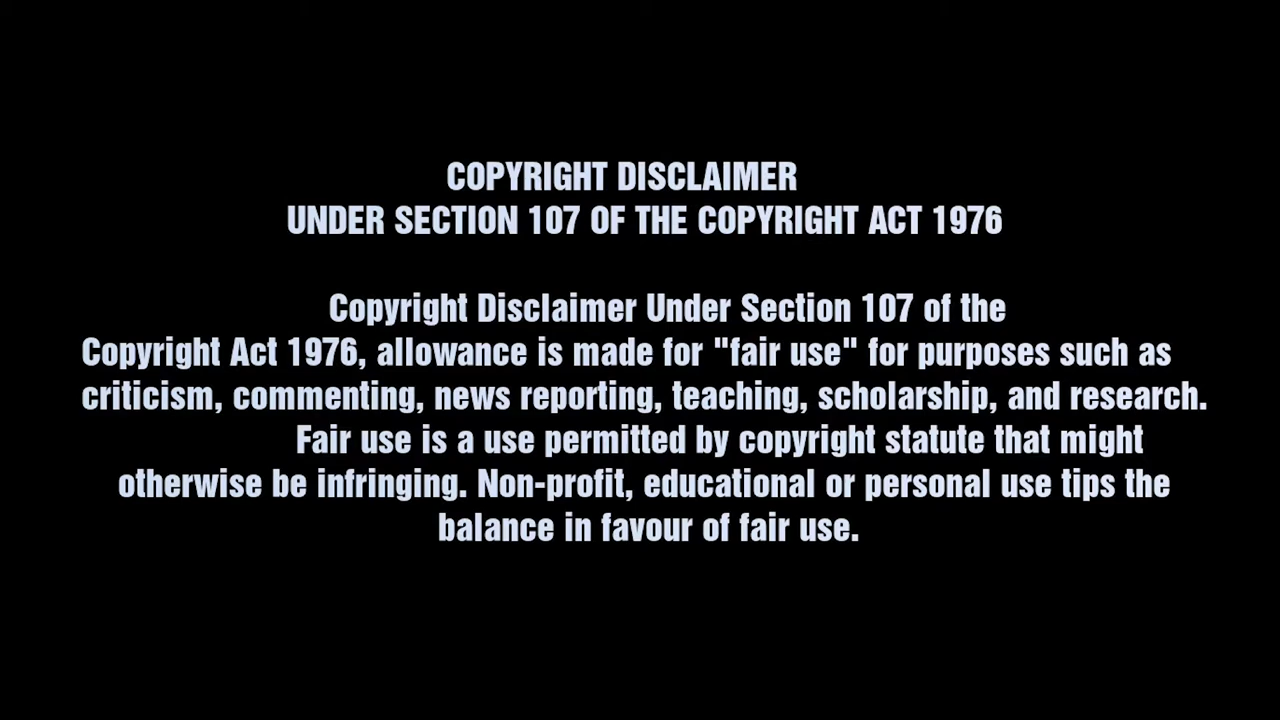 COPYRIGHT DISCLAIMER
UNDER SECTION 107 OF THE COPYRIGHT ACT 1976
Copyright Disclaimer Under Section 107 of the
Copyright Act 1976, allowance is made for "fair use" for purposes such as
criticism, commenting, news reporting, teaching, scholarship, and research.
Fair use is a use permitted by copyright statute that might
otherwise be infringing. Non-profit, educational or personal use tips the
balance in favour of fair use.